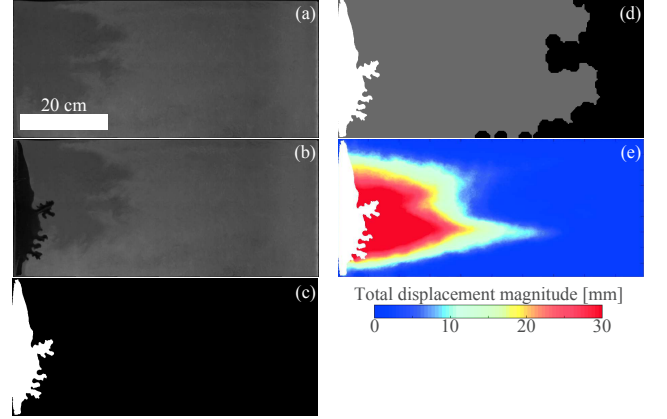 (a)
20 cm
(b)
(c)
(d)
(e)
Total displacement magnitude [mm]
0 10 20 30